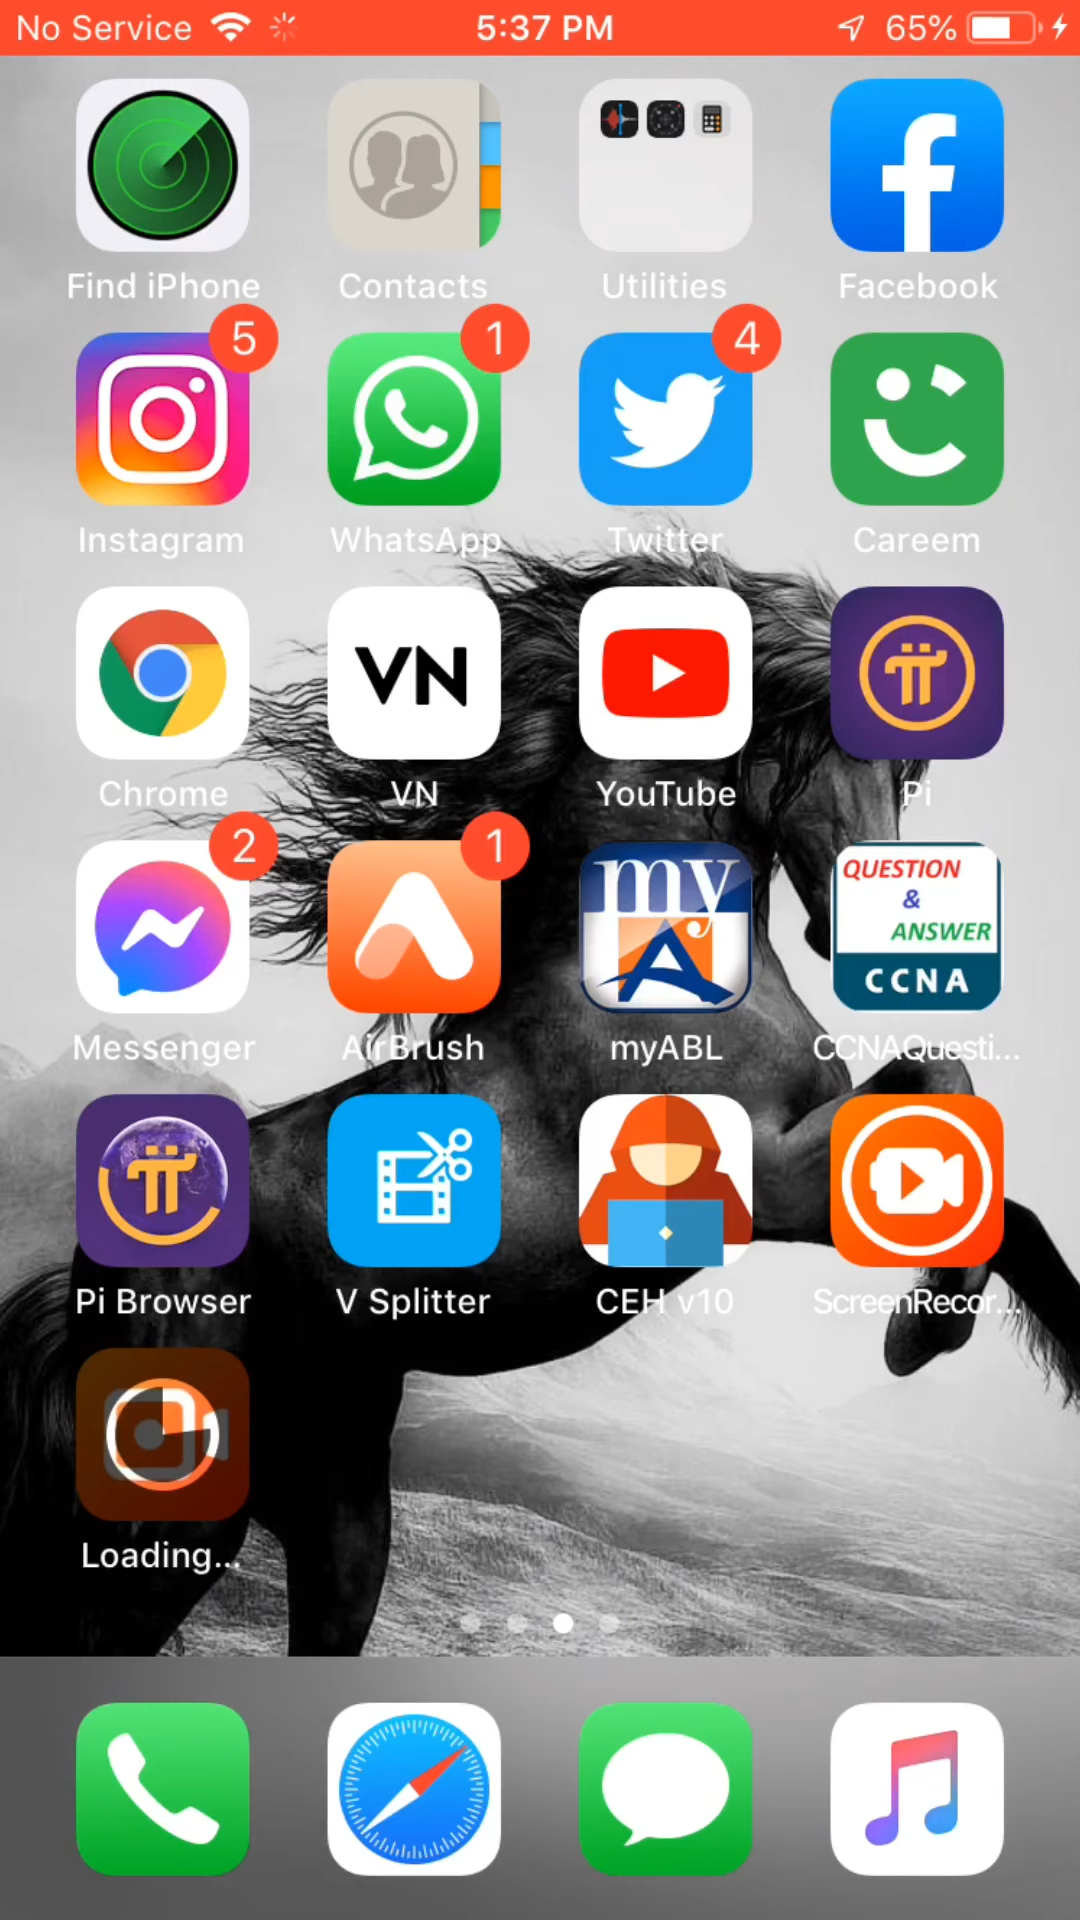 No Service 5:37 PM 65%
Find iPhone Contacts Utilities Facebook
5 1 4
Instagram WhatsApp Twitter Careem
VN
Chrome VN YouTube Pi
2 1
my
A
QUESTION
&
ANSWER
CCNA
Messenger AirBrush myABL CCNAQuesti...
Pi Browser V Splitter CEH v10 ScreenRecor...
Loading...